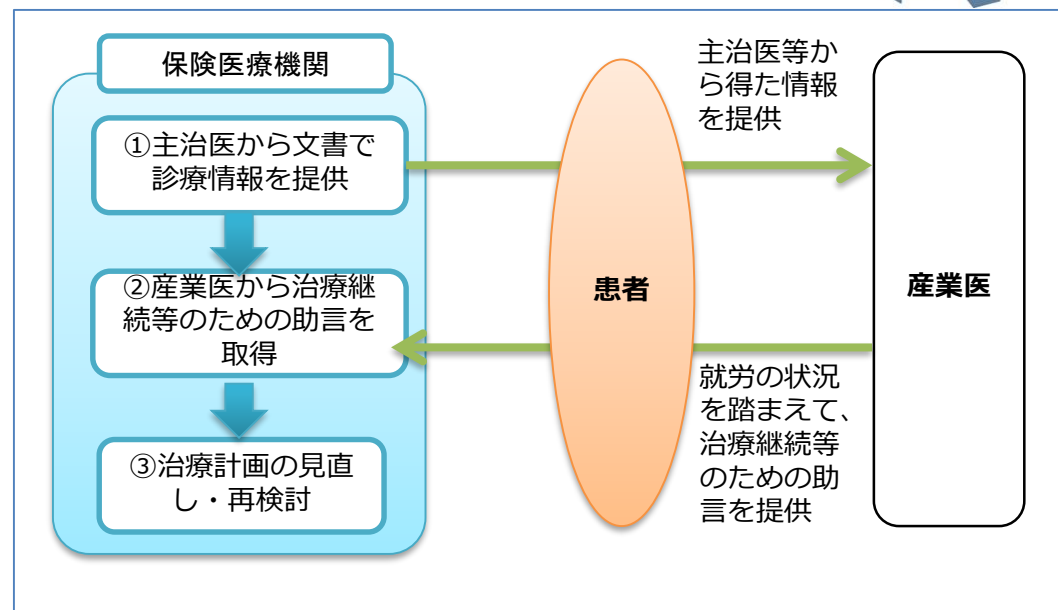 保険医療機関
①主治医から文書で
診療情報を提供
②産業医から治療継
続等のための助言を
取得
③治療計画の見直
し・再検討
患者
主治医等か
ら得た情報
を提供
就労の状況
を踏まえて、
治療継続等
のための助
言を提供
産業医